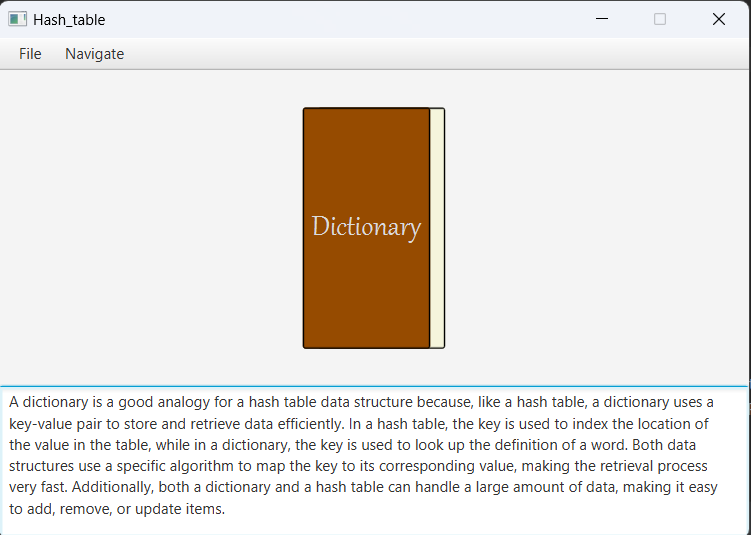 Hash_table
File Navigate
Dictionary
A dictionary is a good analogy for a hash table data structure because, like a hash table, a dictionary uses a
key-value pair to store and retrieve data efficiently. In a hash table, the key is used to index the location of
the value in the table, while in a dictionary, the key is used to look up the definition of a word. Both data
structures use a specific algorithm to map the key to its corresponding value, making the retrieval process
very fast. Additionally, both a dictionary and a hash table can handle a large amount of data, making it easy
to add, remove, or update items.